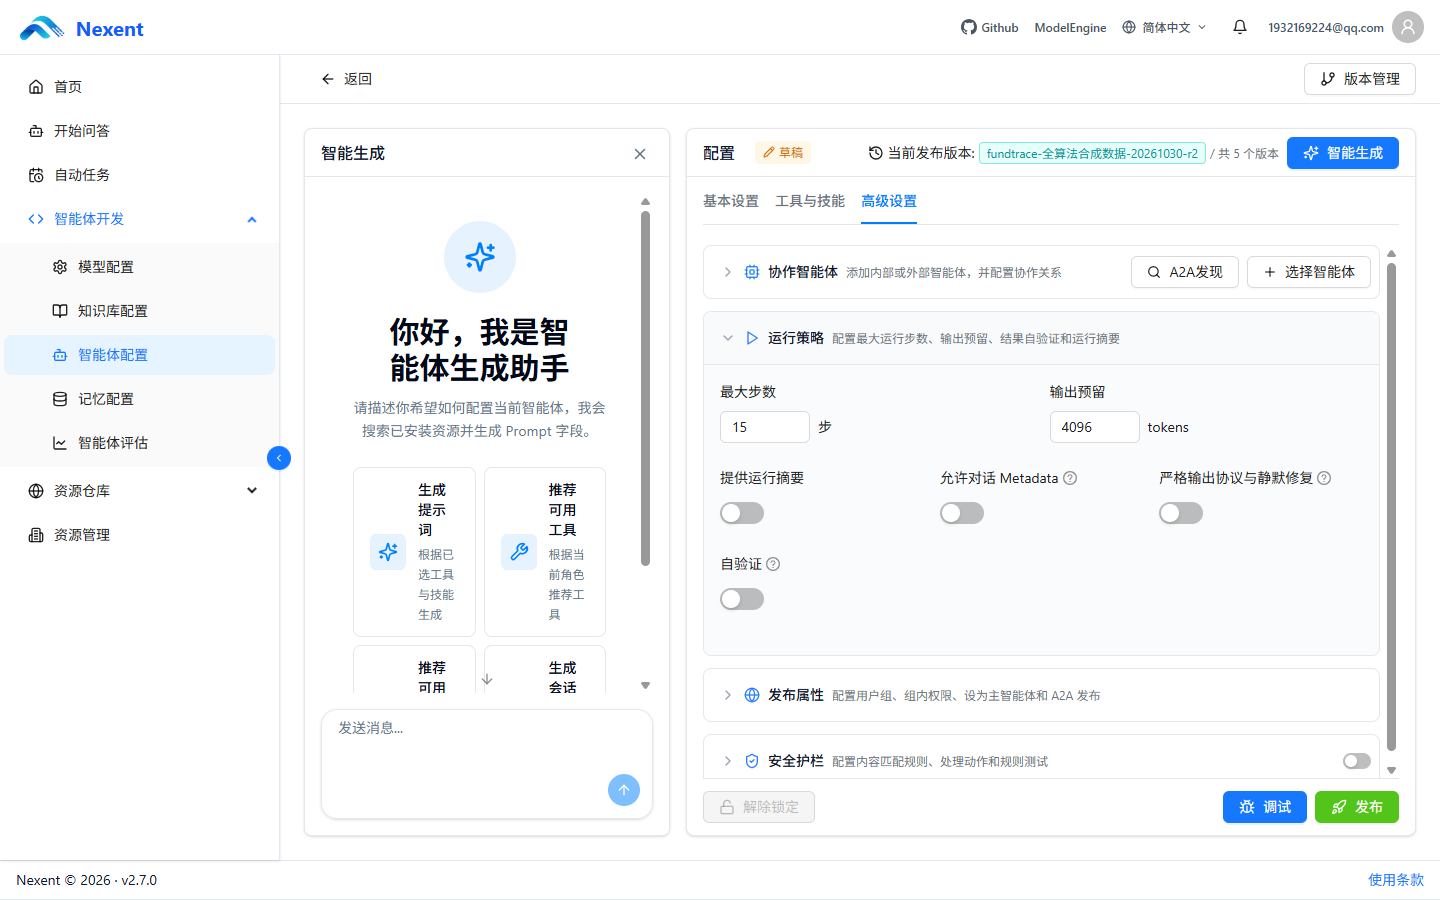 Nexent
Github
ModelEngine
简体中文
1932169224@qq.com
首页
开始问答
自动任务
智能体开发
模型配置
知识库配置
智能体配置
记忆配置
智能体评估
资源仓库
资源管理
返回
版本管理
智能生成
你好，我是智
能体生成助手
请描述你希望如何配置当前智能体，我会
搜索已安装资源并生成 Prompt 字段。
生成
提示
词
根据已
选工具
与技能
生成
推荐
可用
工具
根据当
前角色
推荐工
具
推荐
可用
生成
会话
发送消息...
配置
草稿
当前发布版本:
fundtrace-全算法合成数据-20261030-r2
/ 共 5 个版本
智能生成
基本设置
工具与技能
高级设置
协作智能体 添加内部或外部智能体，并配置协作关系
A2A发现
选择智能体
运行策略 配置最大运行步数、输出预留、结果自验证和运行摘要
最大步数
15 步
输出预留
4096 tokens
提供运行摘要
允许对话 Metadata
严格输出协议与静默修复
自验证
发布属性 配置用户组、组内权限、设为主智能体和 A2A 发布
安全护栏 配置内容匹配规则、处理动作和规则测试
解除锁定
调试
发布
Nexent © 2026 · v2.7.0
使用条款